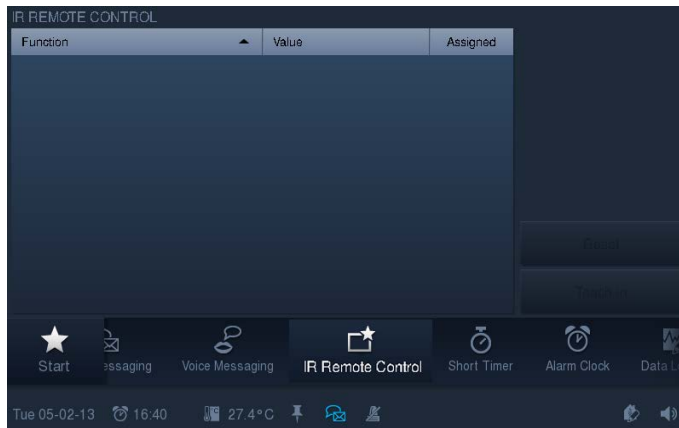 IR REMOTE CONTROL
Function Value Assigned
Start essaging Voice Messaging IR Remote Control Short Timer Alarm Clock Data L
Tue 05-02-13 16:40 27.4°C